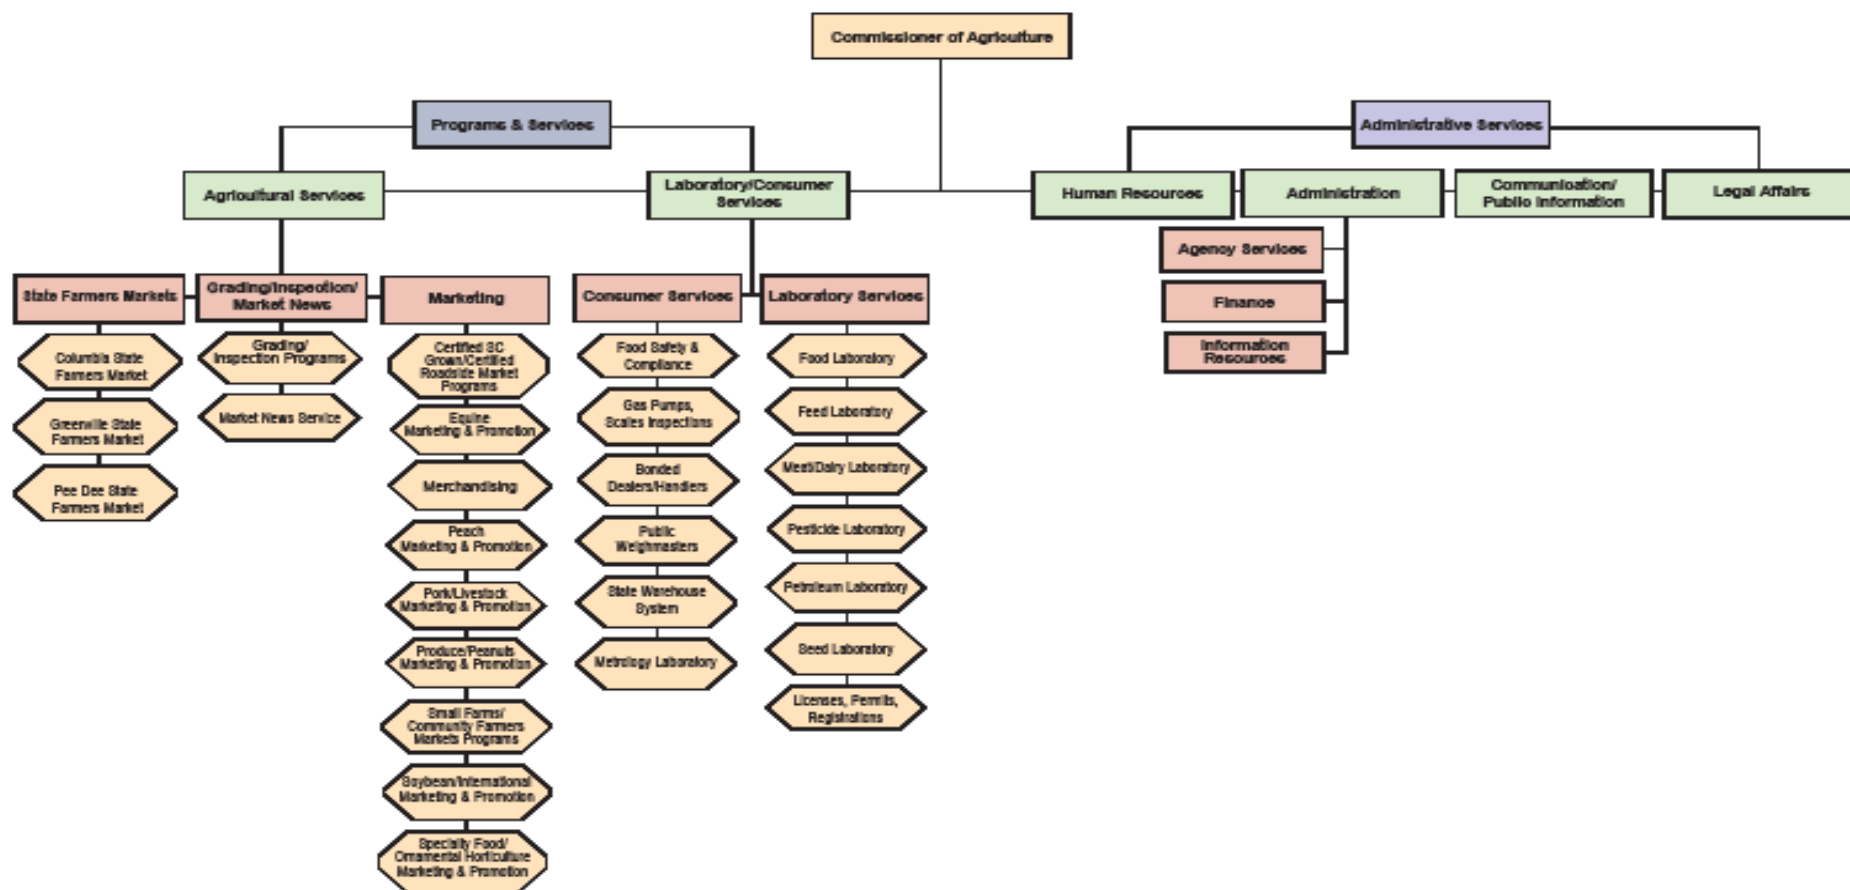 Commissioner of Agriculture
Programs & Services
Administrative Services
Agricultural Services
Laboratory/Consumer
Services
Human Resources
Administration
Communication/
Public Information
Legal Affairs
Agency Services
Finance
Information
Resources
State Farmers Markets
Grading/Inspection/
Market News
Marketing
Consumer Services
Laboratory Services
Columbia State
Farmers Market
Greenville State
Farmers Market
Pee Dee State
Farmers Market
Grading/
Inspection Programs
Market News Service
Certified SC
Grown/Certified
Roadside Market
Programs
Equine
Marketing & Promotion
Merchandising
Peach
Marketing & Promotion
Pork/Livestock
Marketing & Promotion
Produce/Peanuts
Marketing & Promotion
Small Farms/
Community Farmers
Markets Programs
Soybean/International
Marketing & Promotion
Specialty Food/
Ornamental Horticulture
Marketing & Promotion
Food Safety &
Compliance
Gas Pumps,
Scales Inspections
Bonded
Dealers/Handlers
Public
Weighmasters
State Warehouse
System
Metrology Laboratory
Food Laboratory
Feed Laboratory
Meat/Dairy Laboratory
Pesticide Laboratory
Petroleum Laboratory
Seed Laboratory
Licenses, Permits,
Registrations